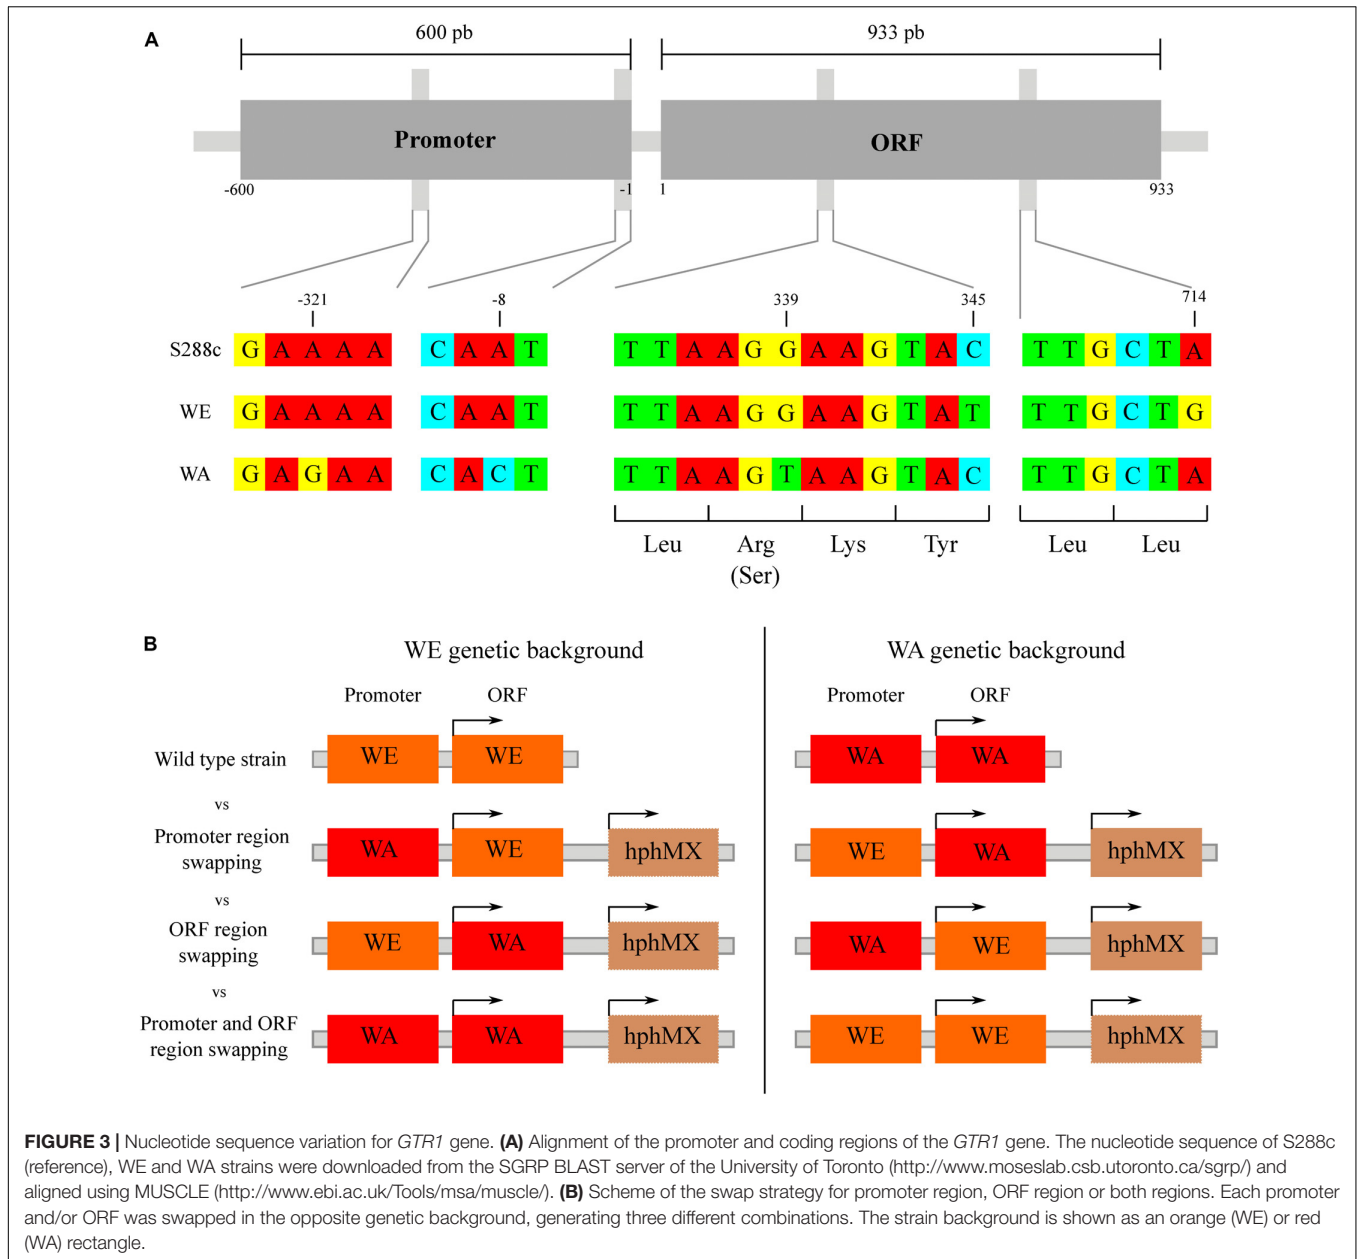 A
600 pb
933 pb
Promoter
ORF
-600
-1
1
933
-321
-8
339
345
714
S288c
G A A A A
C A A T
T T A A G G A A G T A C
T T G C T A
WE
G A A A A
C A A T
T T A A G G A A G T A T
T T G C T G
WA
G A G A A
C A C T
T T A A G T A A G T A C
T T G C T A
Leu
Arg
(Ser)
Lys
Tyr
Leu
Leu
B
WE genetic background
WA genetic background
Promoter
ORF
Promoter
ORF
Wild type strain
WE
WE
WA
WA
vs
Promoter region
swapping
WA
WE
hphMX
WE
WA
hphMX
vs
ORF region
swapping
WE
WA
hphMX
WA
WE
hphMX
vs
Promoter and ORF
region swapping
WA
WA
hphMX
WE
WE
hphMX
FIGURE 3 | Nucleotide sequence variation for GTR1 gene. (A) Alignment of the promoter and coding regions of the GTR1 gene. The nucleotide sequence of S288c
(reference), WE and WA strains were downloaded from the SGRP BLAST server of the University of Toronto (http://www.moseslab.csb.utoronto.ca/sgrp/) and
aligned using MUSCLE (http://www.ebi.ac.uk/Tools/msa/muscle/). (B) Scheme of the swap strategy for promoter region, ORF region or both regions. Each promoter
and/or ORF was swapped in the opposite genetic background, generating three different combinations. The strain background is shown as an orange (WE) or red
(WA) rectangle.